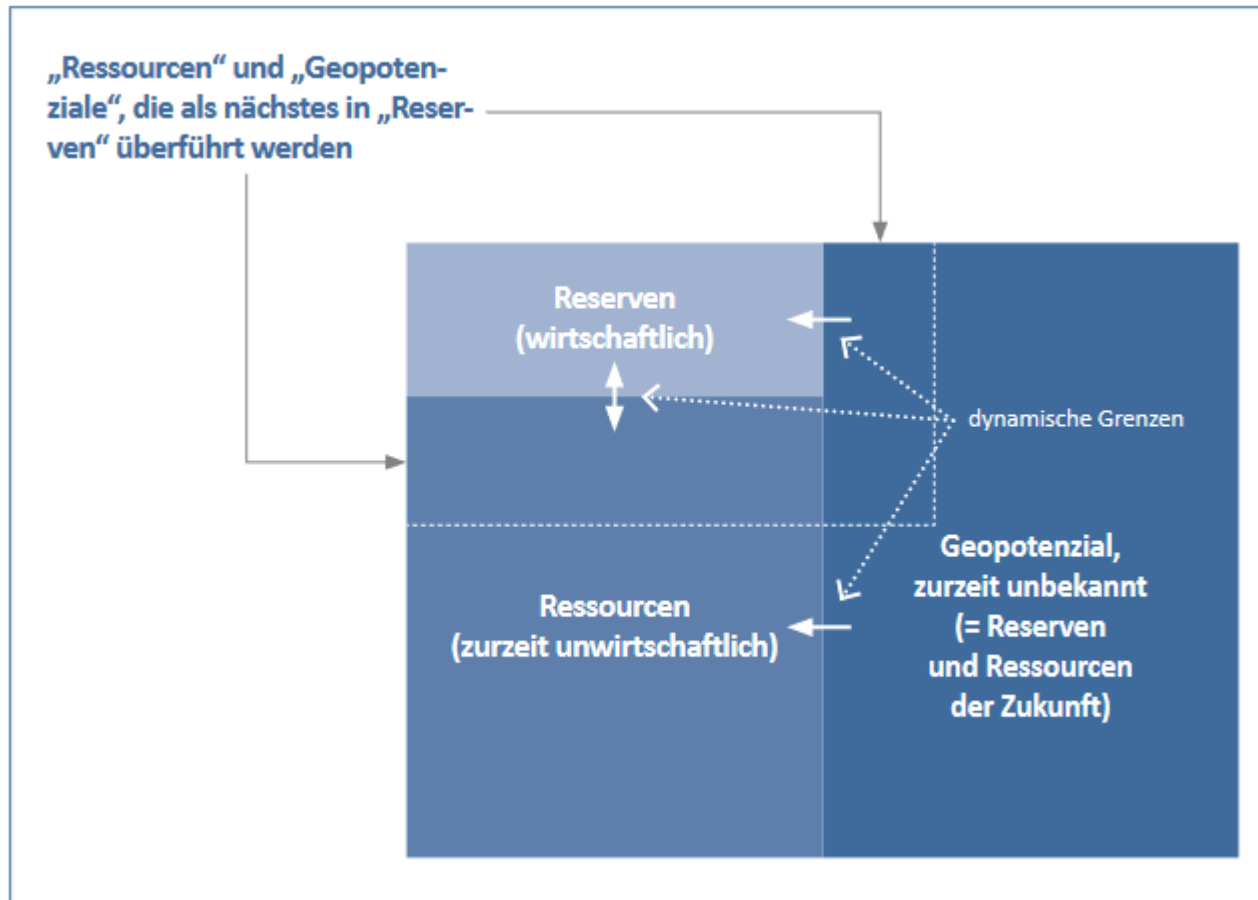 „Ressourcen“ und „Geopoten-
ziale“, die als nächstes in „Reser-
ven“ überführt werden
Reserven
(wirtschaftlich)
dynamische Grenzen
Ressourcen
(zurzeit unwirtschaftlich)
Geopotenzial,
zurzeit unbekannt
(= Reserven
und Ressourcen
der Zukunft)